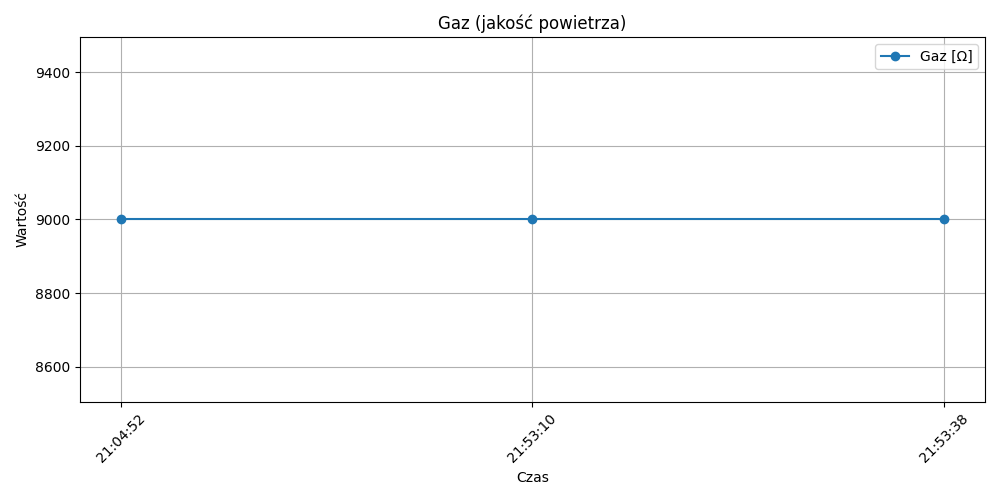 Gaz (jakość powietrza)
Gaz [Ω]
Wartość
9400
9200
9000
8800
8600
21:04:52
21:53:10
21:53:38
Czas